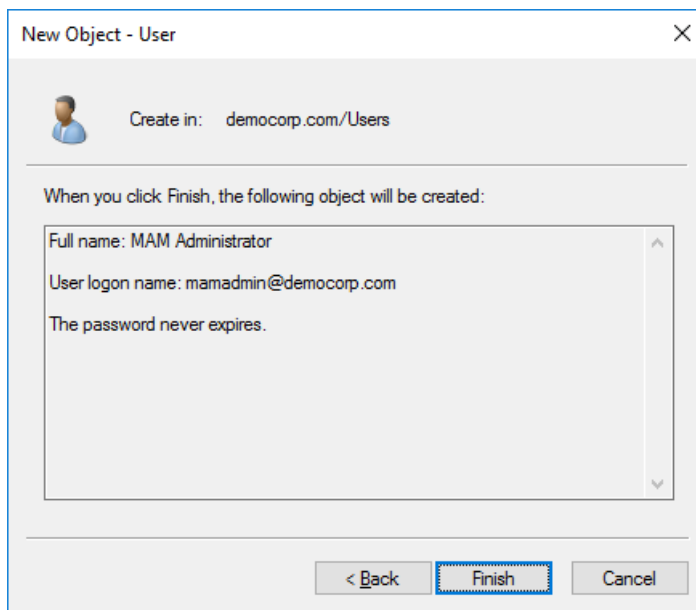 New Object - User
Create in: democorp.com/Users
When you click Finish, the following object will be created:
Full name: MAM Administrator
User logon name: mamadmin@democorp.com
The password never expires.
< Back Finish Cancel